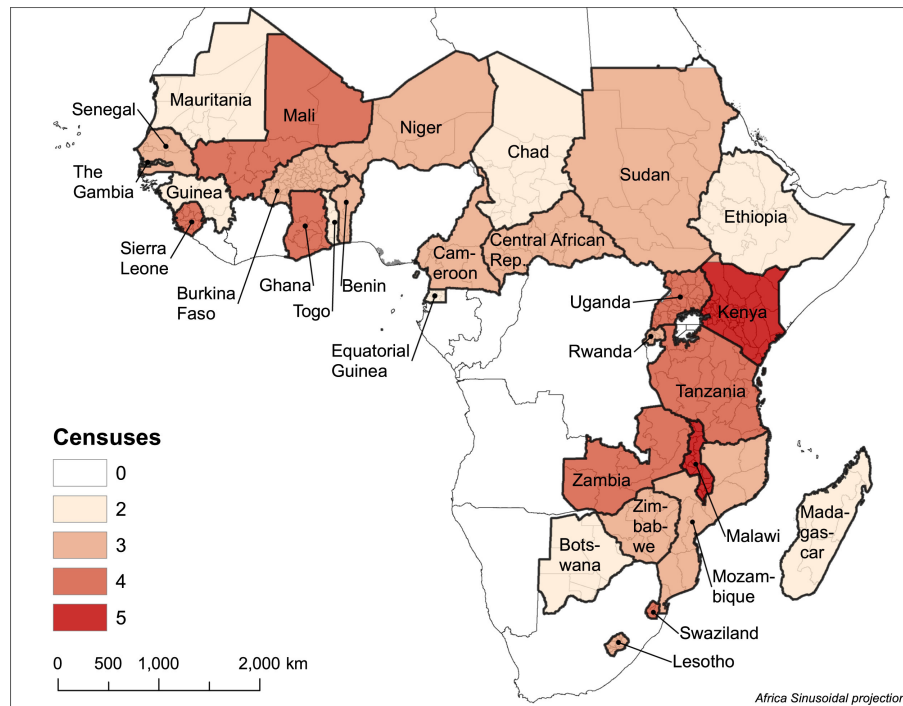 Mauritania
Senegal
Mali
Niger
Chad
Sudan
The
Gambia
Guinea
Ethiopia
Sierra
Leone
Burkina
Faso
Ghana
Togo
Benin
Cam-
eroon
Central African
Rep.
Equatorial
Guinea
Uganda
Kenya
Rwanda
Tanzania
Zambia
Zim-
bab-
we
Malawi
Mada-
gas-
car
Bots-
wana
Mozam-
bique
Swaziland
Lesotho
Censuses
0
2
3
4
5
0 500 1,000 2,000 km
Africa Sinusoidal projection